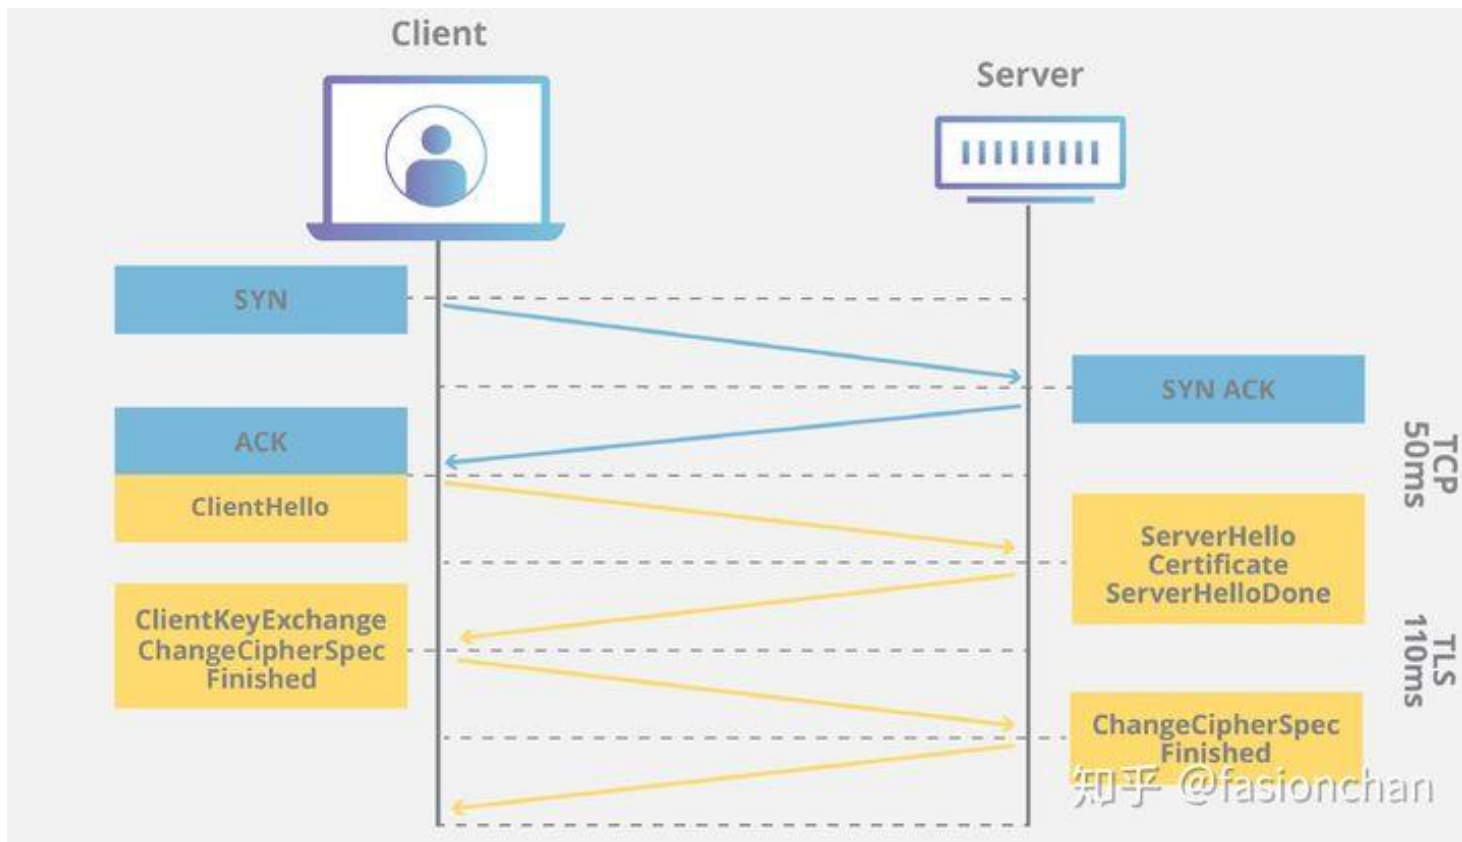 Client
Server
SYN
SYN ACK
ACK
ClientHello
TCP
50ms
ServerHello
Certificate
ServerHelloDone
ClientKeyExchange
ChangeCipherSpec
Finished
TLS
110ms
ChangeCipherSpec
Finished
知乎 @fasionchan